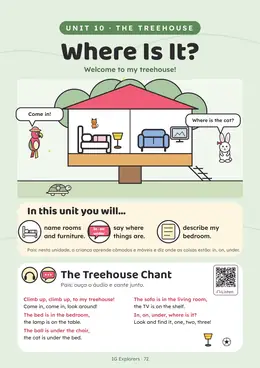 UNIT 10 · THE TREEHOUSE
Where Is It?
Welcome to my treehouse!
Come in!
Where is the cat?
In this unit you will...
name rooms
and furniture.
say where
things are.
describe my
bedroom.
Pais: nesta unidade, a criança aprende cômodos e móveis e diz onde as coisas estão: in, on, under.
The Treehouse Chant
Pais: ouça o áudio e cante junto.
Climb up, climb up, to my treehouse!
Come in, come in, look around!
The bed is in the bedroom,
the lamp is on the table.
The ball is under the chair,
the cat is under the bed.
The sofa is in the living room,
the TV is on the shelf.
In, on, under, where is it?
Look and find it, one, two, three!